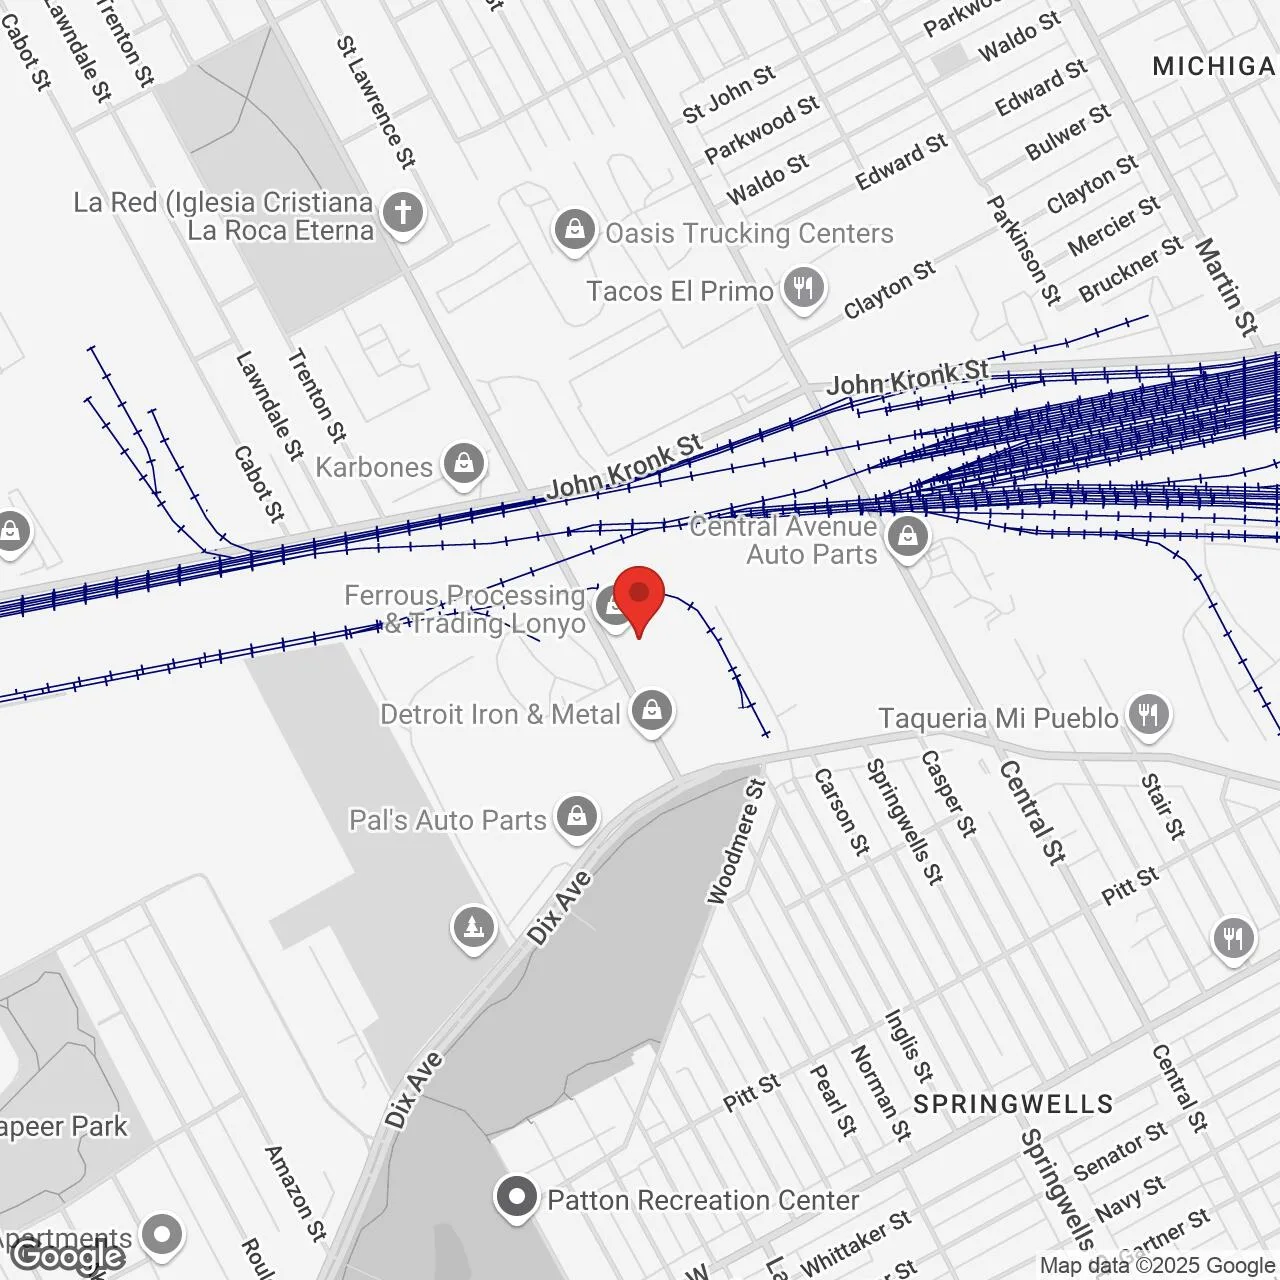 Cabot St
Lawndale St
Trenton St
St
St Lawrence St
Parkwoo
Waldo St
MICHIGA
St John St
Edward St
Parkwood St
Bulwer St
Waldo St
Edward St
Clayton St
La Red (Iglesia Cristiana
La Roca Eterna
Oasis Trucking Centers
Parkinson St
Mercier St
Bruckner St
Martin St
Tacos El Primo
Clayton St
Lawndale St
Trenton St
John Kronk St
Cabot St
Karbones
John Kronk St
Central Avenue
Auto Parts
Ferrous Processing
& Trading Lonyo
Detroit Iron & Metal
Taqueria Mi Pueblo
Pal's Auto Parts
Woodmere St
Carson St
Springwells St
Casper St
Central St
Stair St
Dix Ave
Pitt St
Dix Ave
Inglis St
Norman St
Pearl St
Pitt St
SPRINGWELLS
Central St
apeer Park
Amazon St
Springwells
Senator St
Navy St
Patton Recreation Center
Whittaker St
Gartner St
partments
Google
Map data ©2025 Google